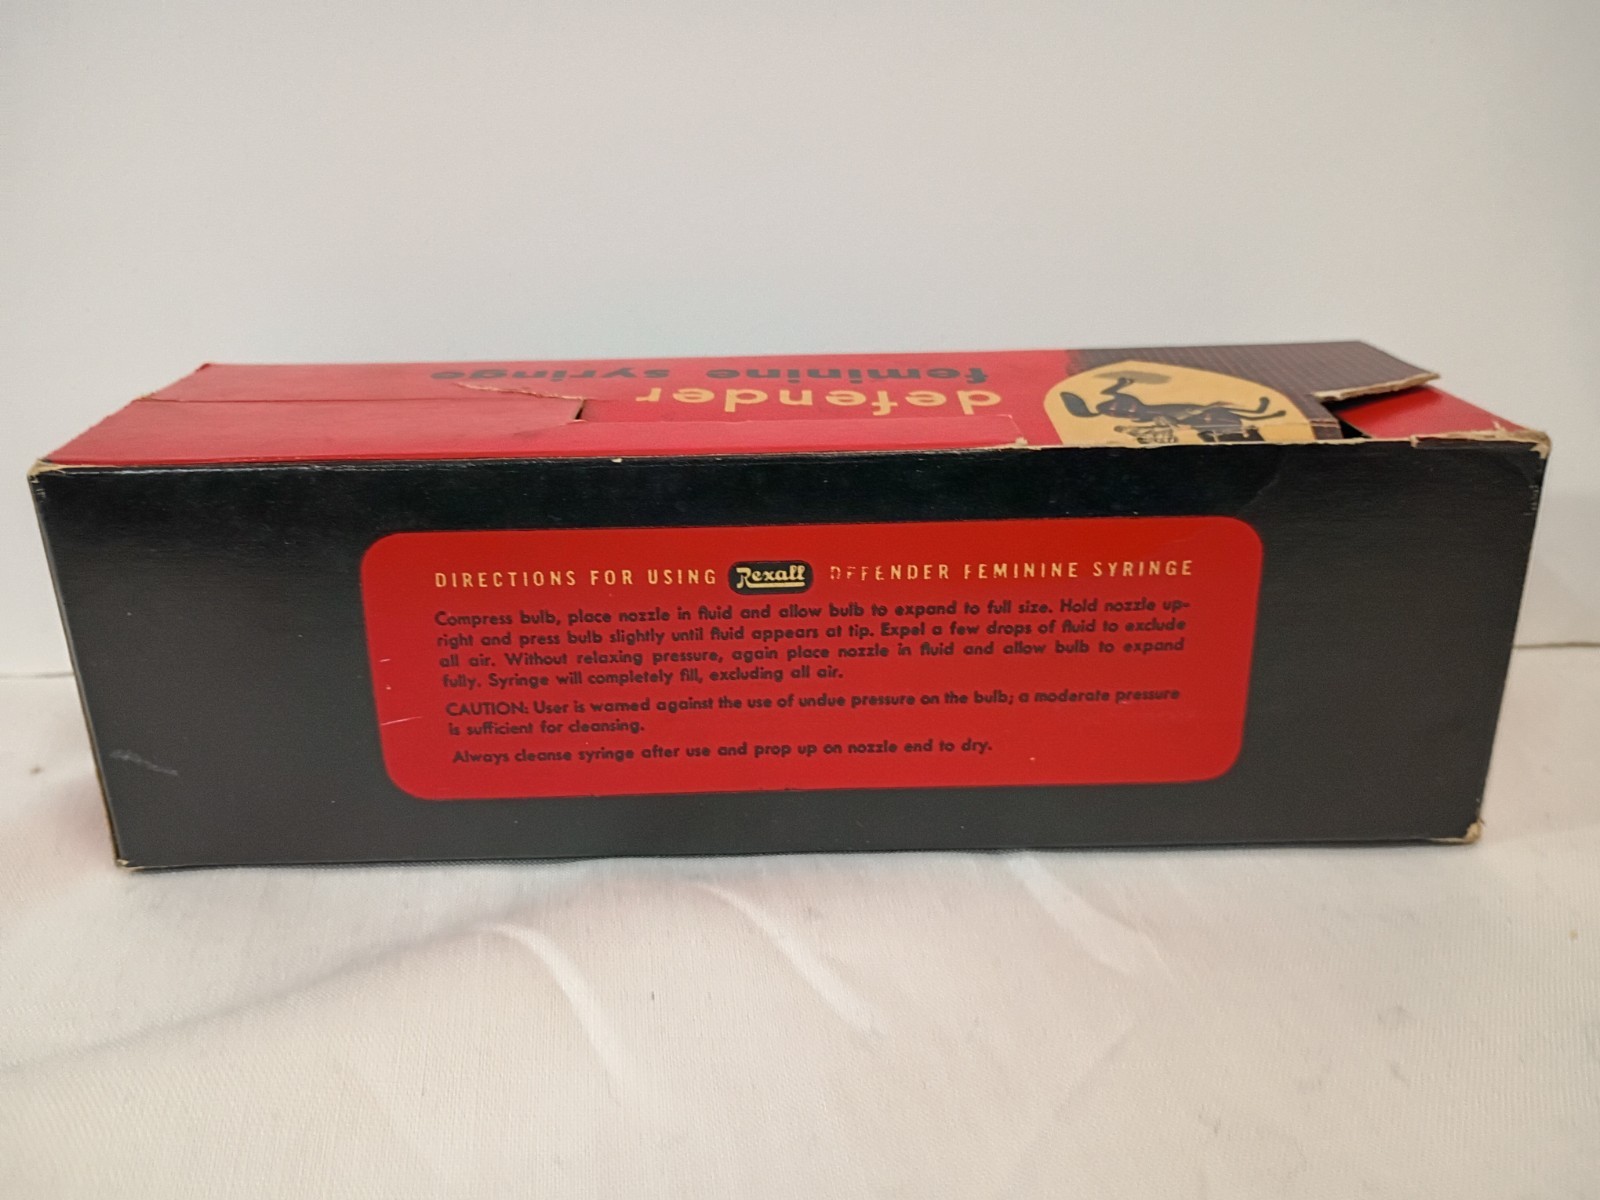 defender
feminine syringe
DIRECTIONS FOR USING Rexall DEFENDER FEMININE SYRINGE
Compress bulb, place nozzle in fluid and allow bulb to expand to full size. Hold nozzle up-
right and press bulb slightly until fluid appears at tip. Expel a few drops of fluid to exclude
all air. Without relaxing pressure, again place nozzle in fluid and allow bulb to expand
fully. Syringe will completely fill, excluding all air.
CAUTION: User is warned against the use of undue pressure on the bulb; a moderate pressure
is sufficient for cleansing.
Always cleanse syringe after use and prop up on nozzle end to dry.